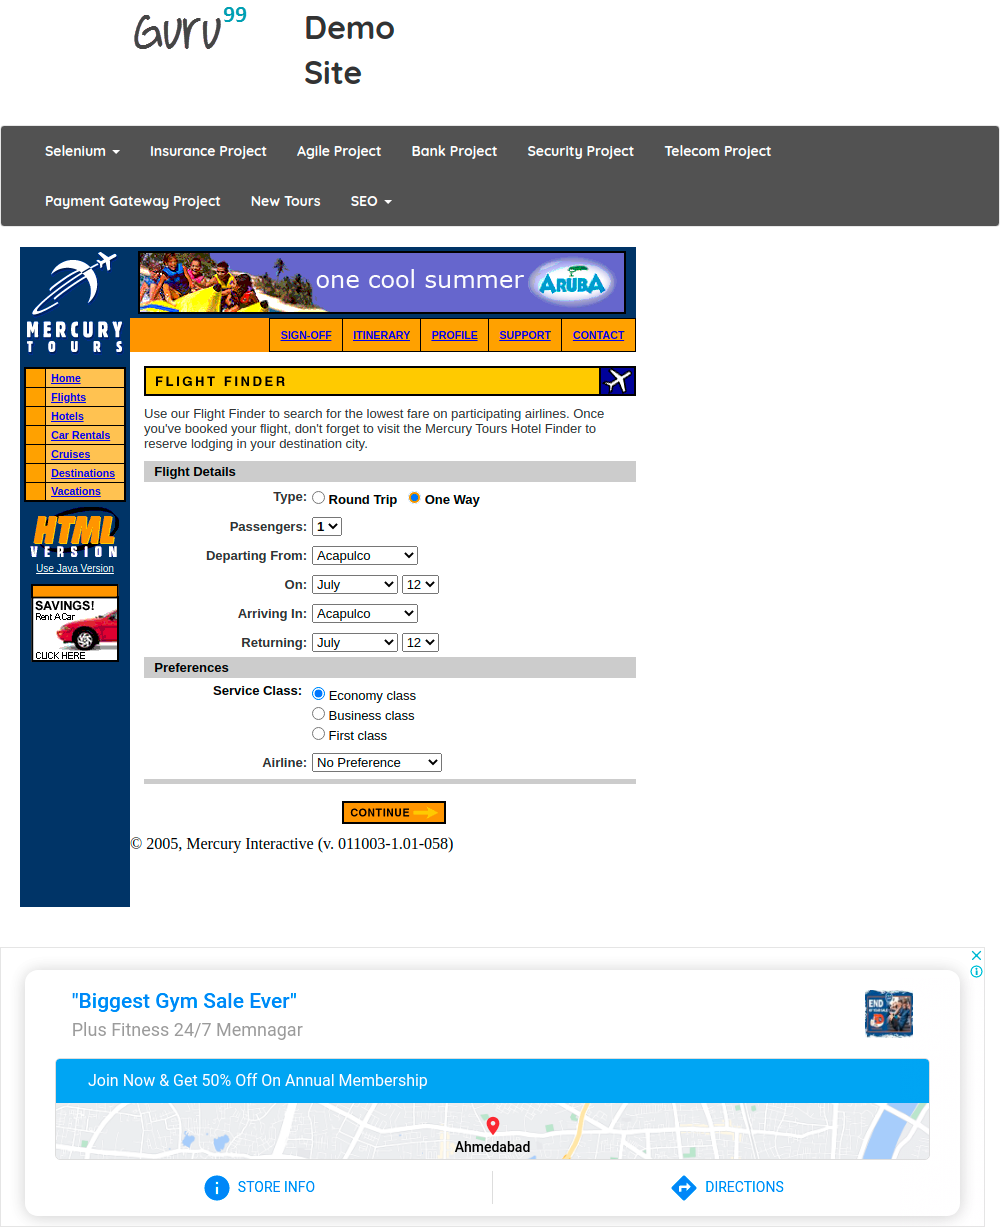 Guru99
Demo
Site
Selenium Insurance Project Agile Project Bank Project Security Project Telecom Project
Payment Gateway Project New Tours SEO
MERCURY
TOURS
one cool summer ARUBA
SIGN-OFF ITINERARY PROFILE SUPPORT CONTACT
Home
Flights
Hotels
Car Rentals
Cruises
Destinations
Vacations
HTML
VERSION
Use Java Version
SAVINGS!
Rent A Car
CLICK HERE
FLIGHT FINDER
Use our Flight Finder to search for the lowest fare on participating airlines. Once
you've booked your flight, don't forget to visit the Mercury Tours Hotel Finder to
reserve lodging in your destination city.
Flight Details
Type: Round Trip One Way
Passengers: 1
Departing From: Acapulco
On: July 12
Arriving In: Acapulco
Returning: July 12
Preferences
Service Class: Economy class
Business class
First class
Airline: No Preference
CONTINUE
© 2005, Mercury Interactive (v. 011003-1.01-058)
"Biggest Gym Sale Ever"
Plus Fitness 24/7 Memnagar
END
Join Now & Get 50% Off On Annual Membership
Ahmedabad
STORE INFO
DIRECTIONS